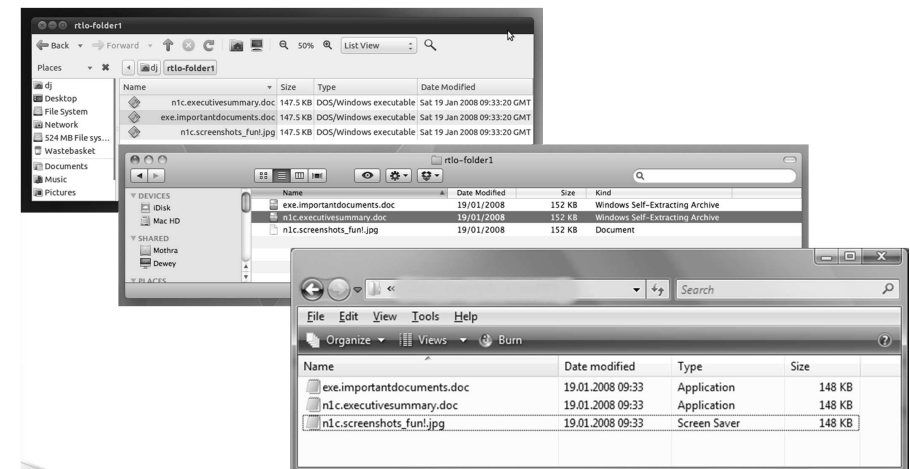 rtlo-folder1
Back Forward 50% List View
Places dj rtlo-folder1
Name Size Type Date Modified
dj
Desktop
File System
Network
524 MB File sys...
Wastebasket
Documents
Music
Pictures
n1c.executivesummary.doc 147.5 KB DOS/Windows executable Sat 19 Jan 2008 09:33:20 GMT
exe.importantdocuments.doc 147.5 KB DOS/Windows executable Sat 19 Jan 2008 09:33:20 GMT
n1c.screenshots_fun!.jpg 147.5 KB DOS/Windows executable Sat 19 Jan 2008 09:33:20 GMT
rtlo-folder1
Name Date Modified Size Kind
DEVICES
iDisk
Mac HD
SHARED
Mothra
Dewey
PLACES
exe.importantdocuments.doc 19/01/2008 152 KB Windows Self-Extracting Archive
n1c.executivesummary.doc 19/01/2008 152 KB Windows Self-Extracting Archive
n1c.screenshots_fun!.jpg 19/01/2008 152 KB Document
« Search
File Edit View Tools Help
Organize Views Burn
Name Date modified Type Size
exe.importantdocuments.doc 19.01.2008 09:33 Application 148 KB
n1c.executivesummary.doc 19.01.2008 09:33 Application 148 KB
n1c.screenshots_fun!.jpg 19.01.2008 09:33 Screen Saver 148 KB